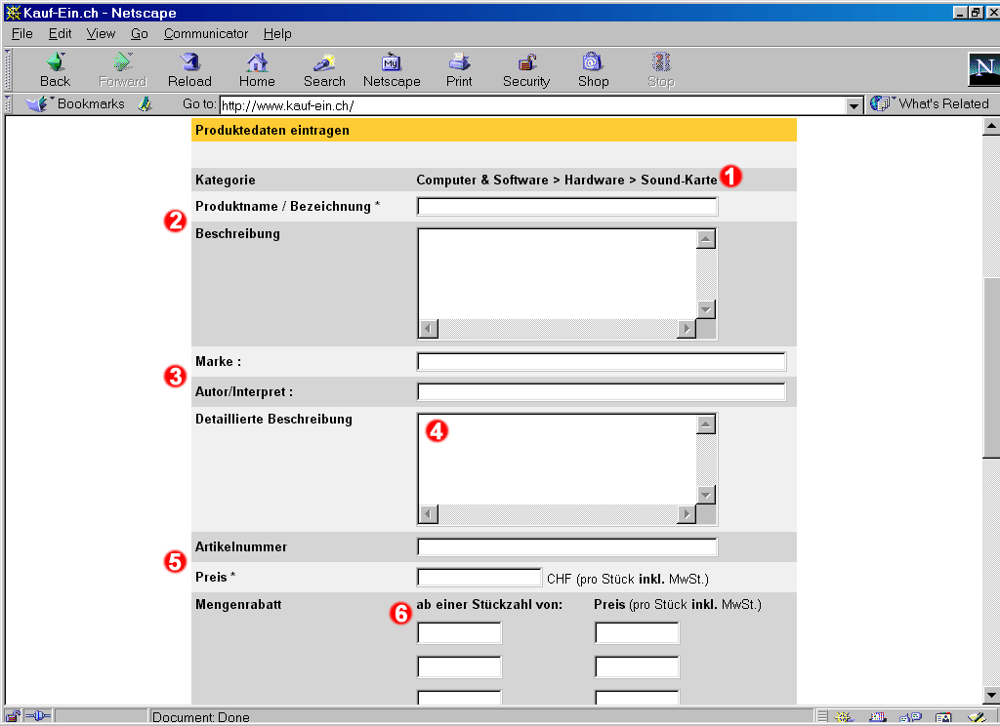 Kauf-Ein.ch - Netscape
File Edit View Go Communicator Help
Back Forward Reload Home Search Netscape Print Security Shop Stop
My
N
Bookmarks Go to: http://www.kauf-ein.ch/ What's Related
Produktedaten eintragen
Kategorie Computer & Software > Hardware > Sound-Karte 1
Produktname / Bezeichnung *
2
Beschreibung
Marke :
3
Autor/Interpret :
Detaillierte Beschreibung
4
Artikelnummer
5
Preis * CHF (pro Stück inkl. MwSt.)
Mengenrabatt 6 ab einer Stückzahl von: Preis (pro Stück inkl. MwSt.)
Document: Done